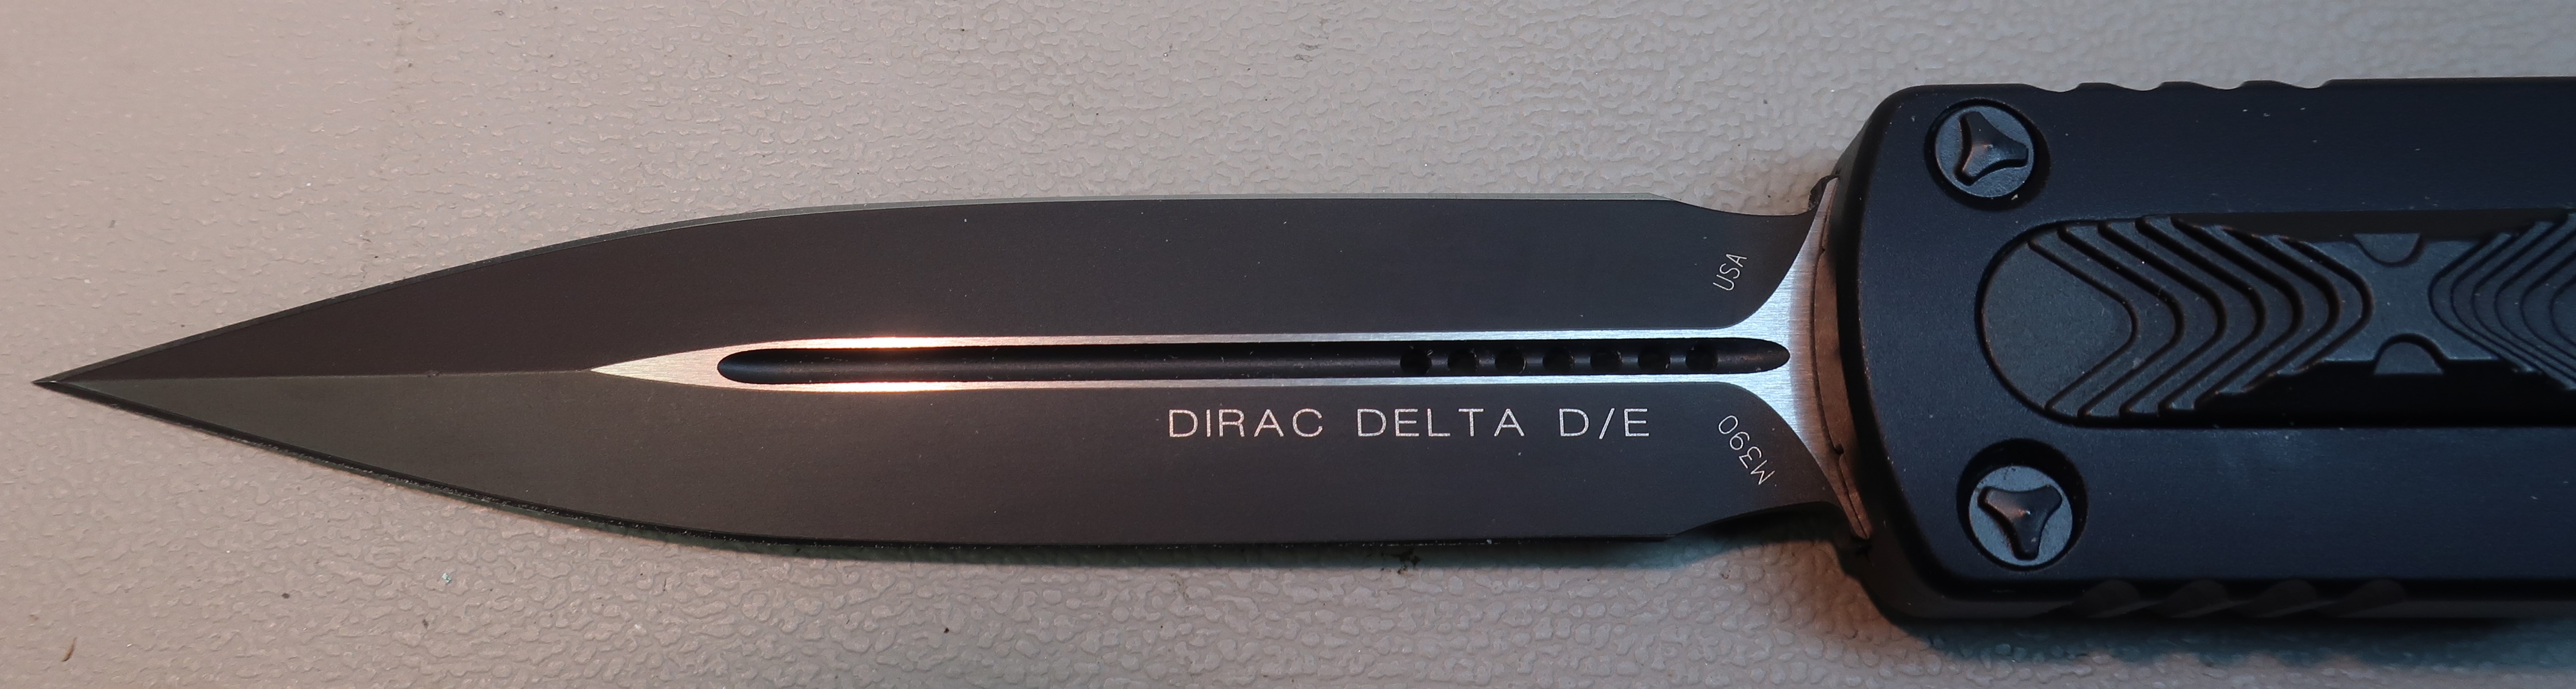 USA
DIRAC DELTA D/E
M390